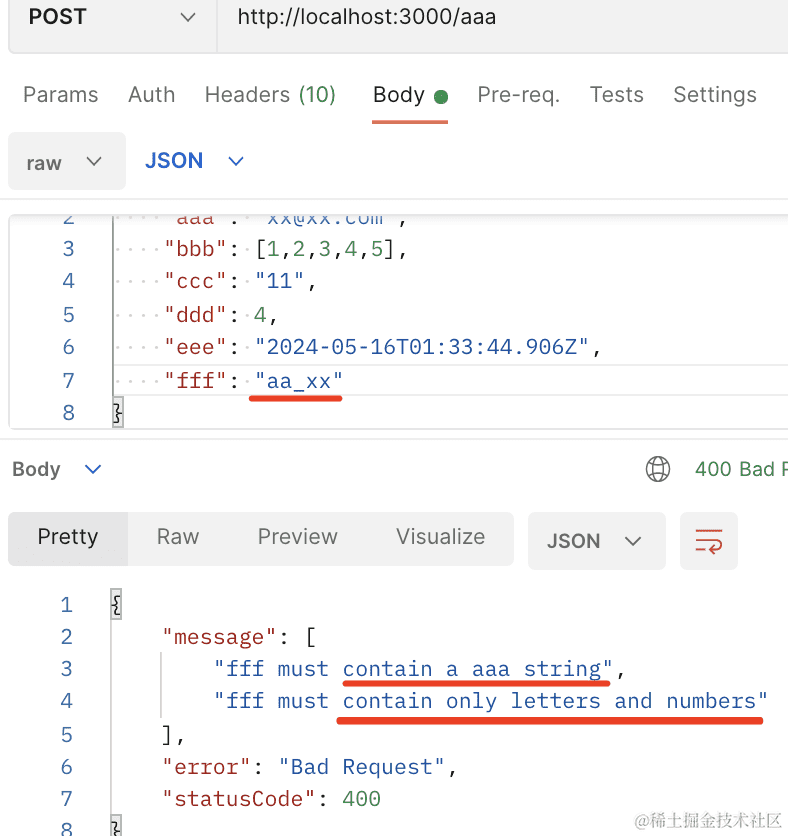 POST http://localhost:3000/aaa
Params Auth Headers (10) Body Pre-req. Tests Settings
raw JSON
2 "aaa": "xx@xx.com",
3 "bbb": [1,2,3,4,5],
4 "ccc": "11",
5 "ddd": 4,
6 "eee": "2024-05-16T01:33:44.906Z",
7 "fff": "aa_xx"
8 }
Body 400 Bad
Pretty Raw Preview Visualize JSON
1 {
2 "message": [
3 "fff must contain a aaa string",
4 "fff must contain only letters and numbers"
5 ],
6 "error": "Bad Request",
7 "statusCode": 400
8 }
@稀土掘金技术社区